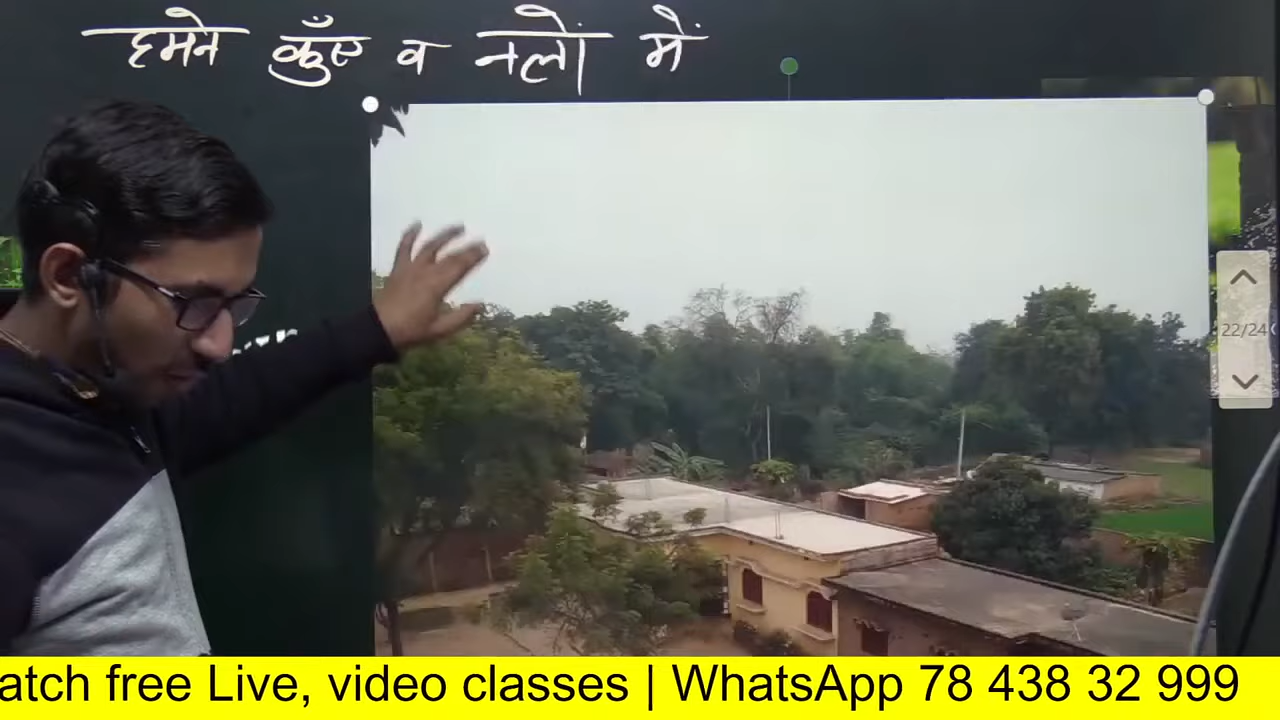 हमने कुँए व नलों में
22/24
atch free Live, video classes | WhatsApp 78 438 32 999